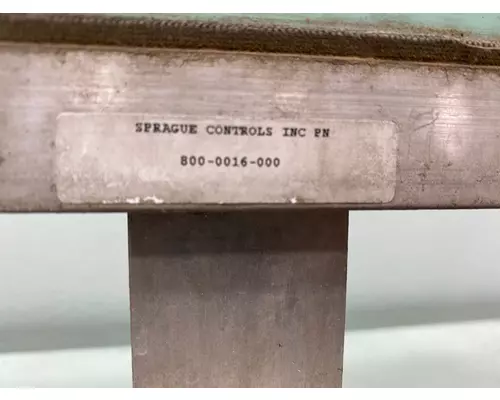 SPRAGUE CONTROLS INC PN
800-0016-000